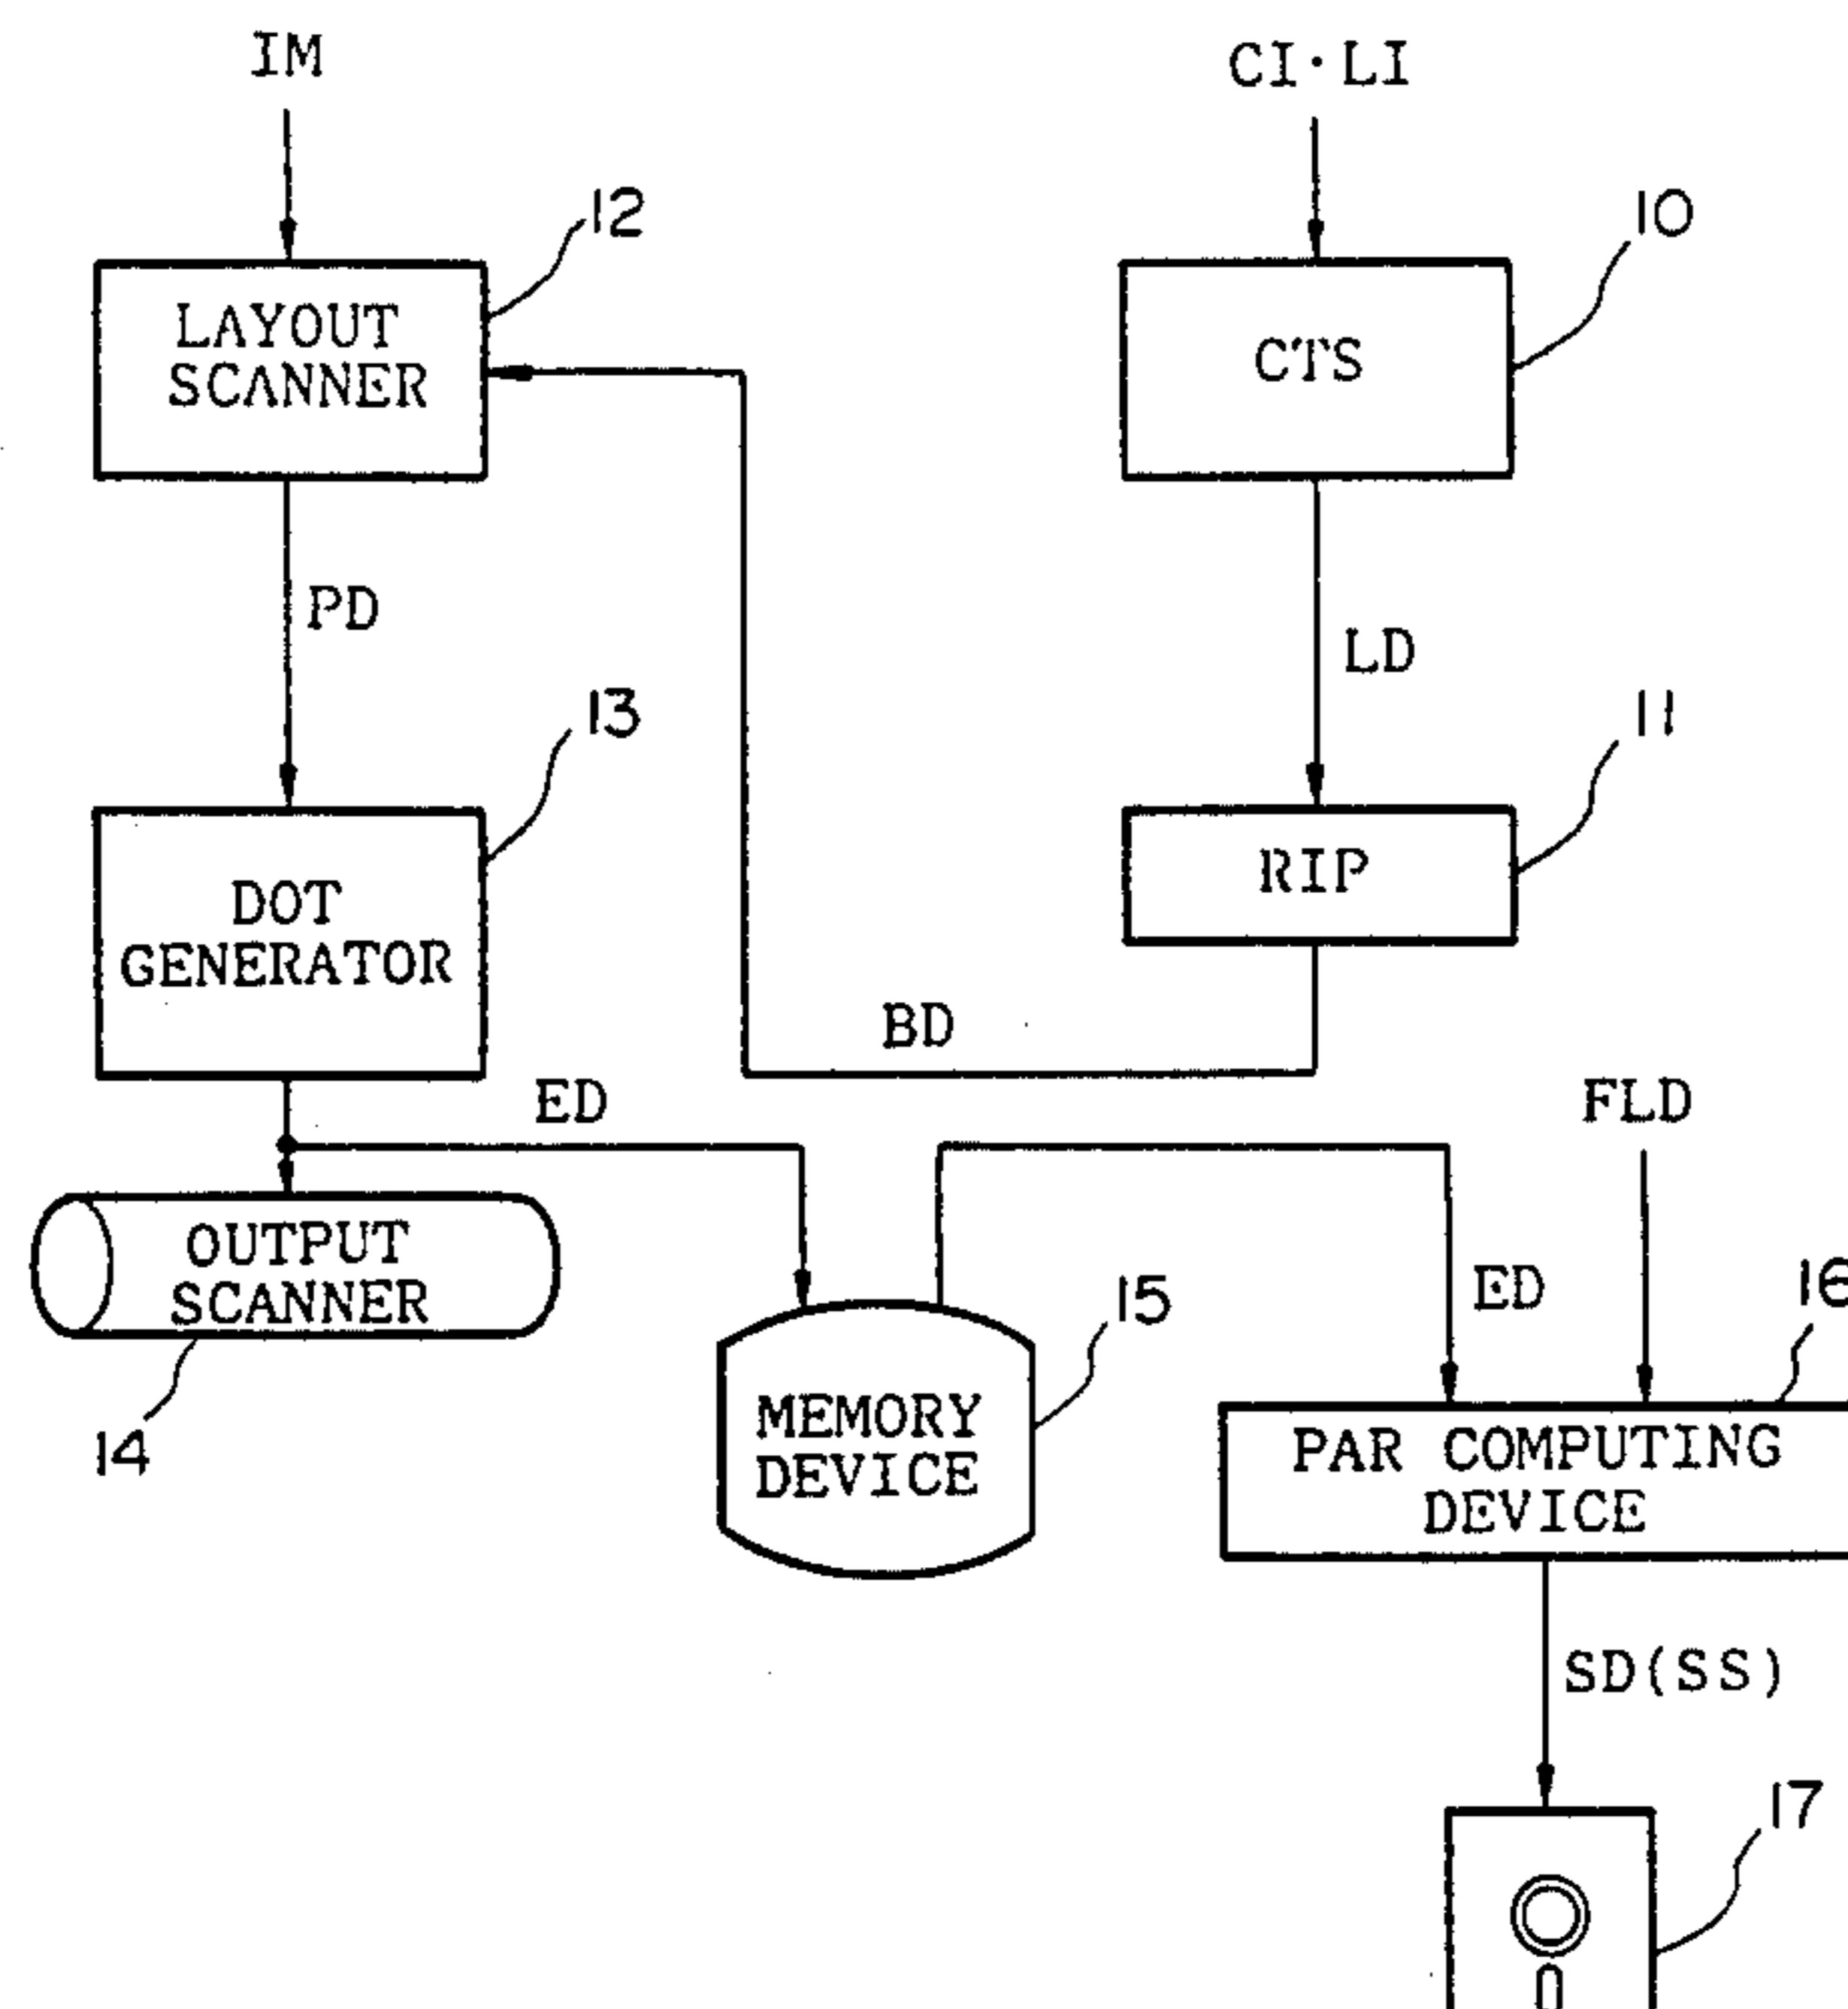 IM
CI·LI
12
10
LAYOUT
SCANNER
CTS
PD
LD
13
11
DOT
GENERATOR
RIP
BD
ED
FLD
OUTPUT
SCANNER
14
15
ED
16
MEMORY
DEVICE
PAR COMPUTING
DEVICE
SD(SS)
17